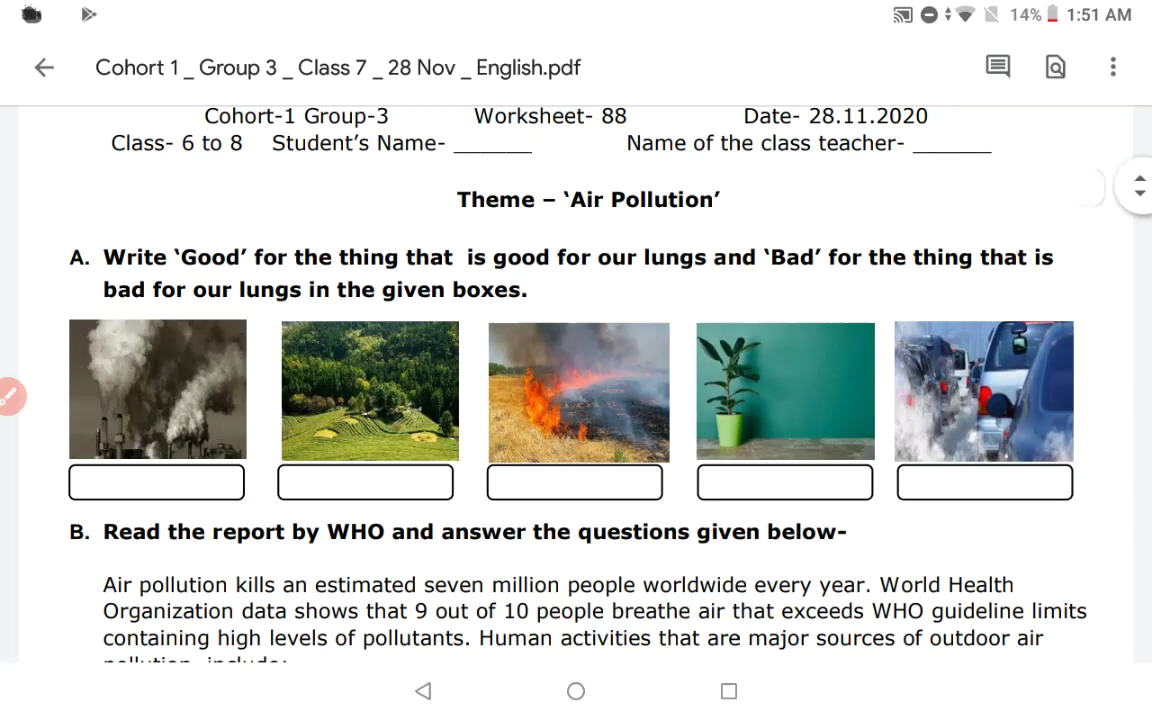 14% 1:51 AM
Cohort 1 _ Group 3 _ Class 7 _ 28 Nov _ English.pdf
Cohort-1 Group-3 Worksheet- 88 Date- 28.11.2020
Class- 6 to 8 Student’s Name- ______ Name of the class teacher- ______
Theme – ‘Air Pollution’
A. Write ‘Good’ for the thing that is good for our lungs and ‘Bad’ for the thing that is
bad for our lungs in the given boxes.
B. Read the report by WHO and answer the questions given below-
Air pollution kills an estimated seven million people worldwide every year. World Health
Organization data shows that 9 out of 10 people breathe air that exceeds WHO guideline limits
containing high levels of pollutants. Human activities that are major sources of outdoor air